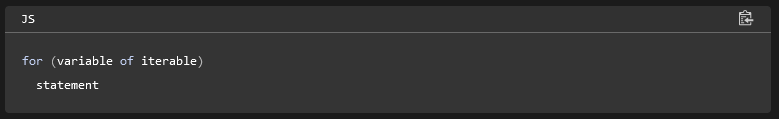 JS
for (variable of iterable)
  statement